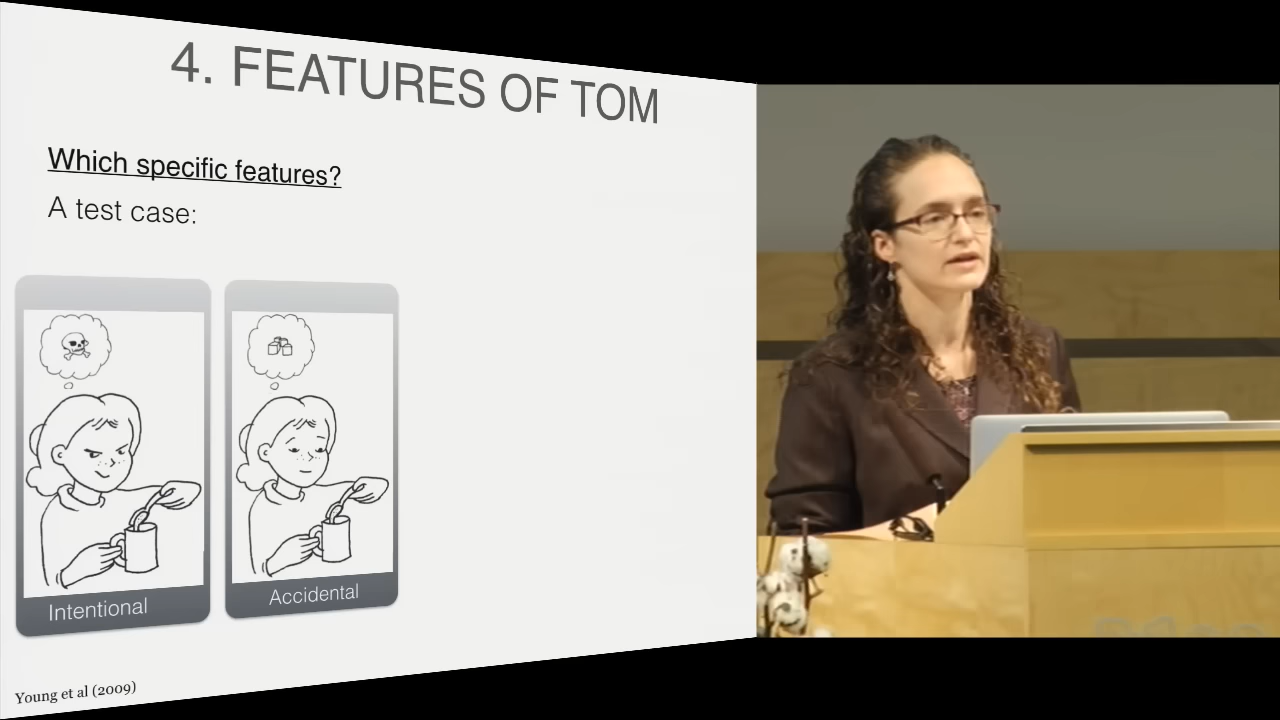 4. FEATURES OF TOM
Which specific features?
A test case:
Intentional
Accidental
Young et al (2009)